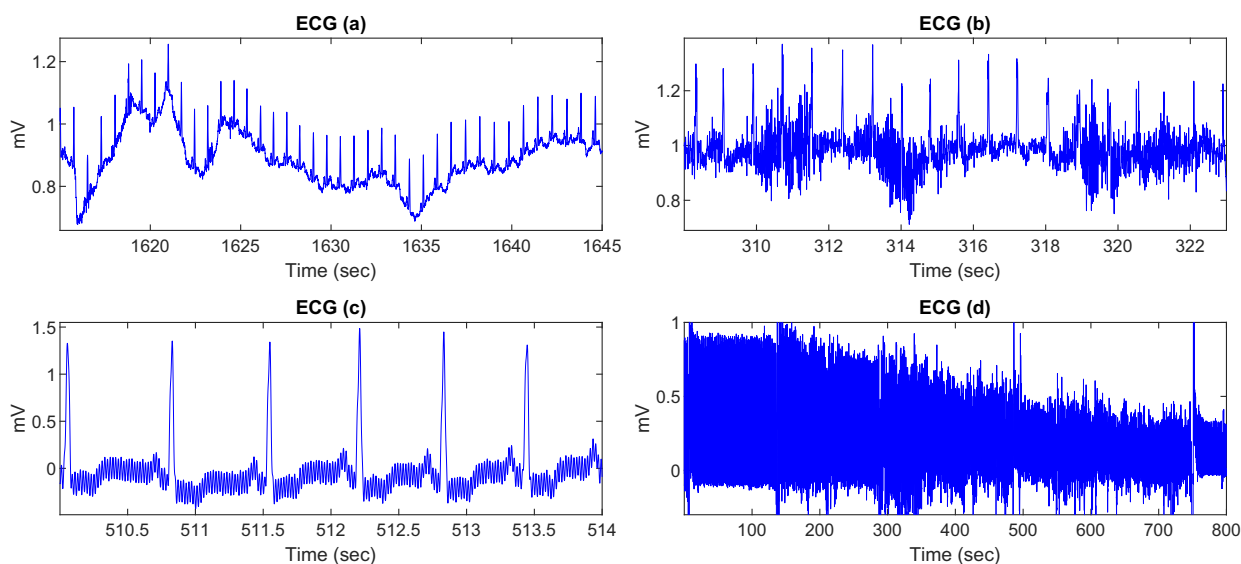 ECG (a)
1.2
1
0.8
mV
1620 1625 1630 1635 1640 1645
Time (sec)
ECG (b)
1.2
1
0.8
mV
310 312 314 316 318 320 322
Time (sec)
ECG (c)
1.5
1
0.5
0
mV
510.5 511 511.5 512 512.5 513 513.5 514
Time (sec)
ECG (d)
1
0.5
0
mV
100 200 300 400 500 600 700 800
Time (sec)